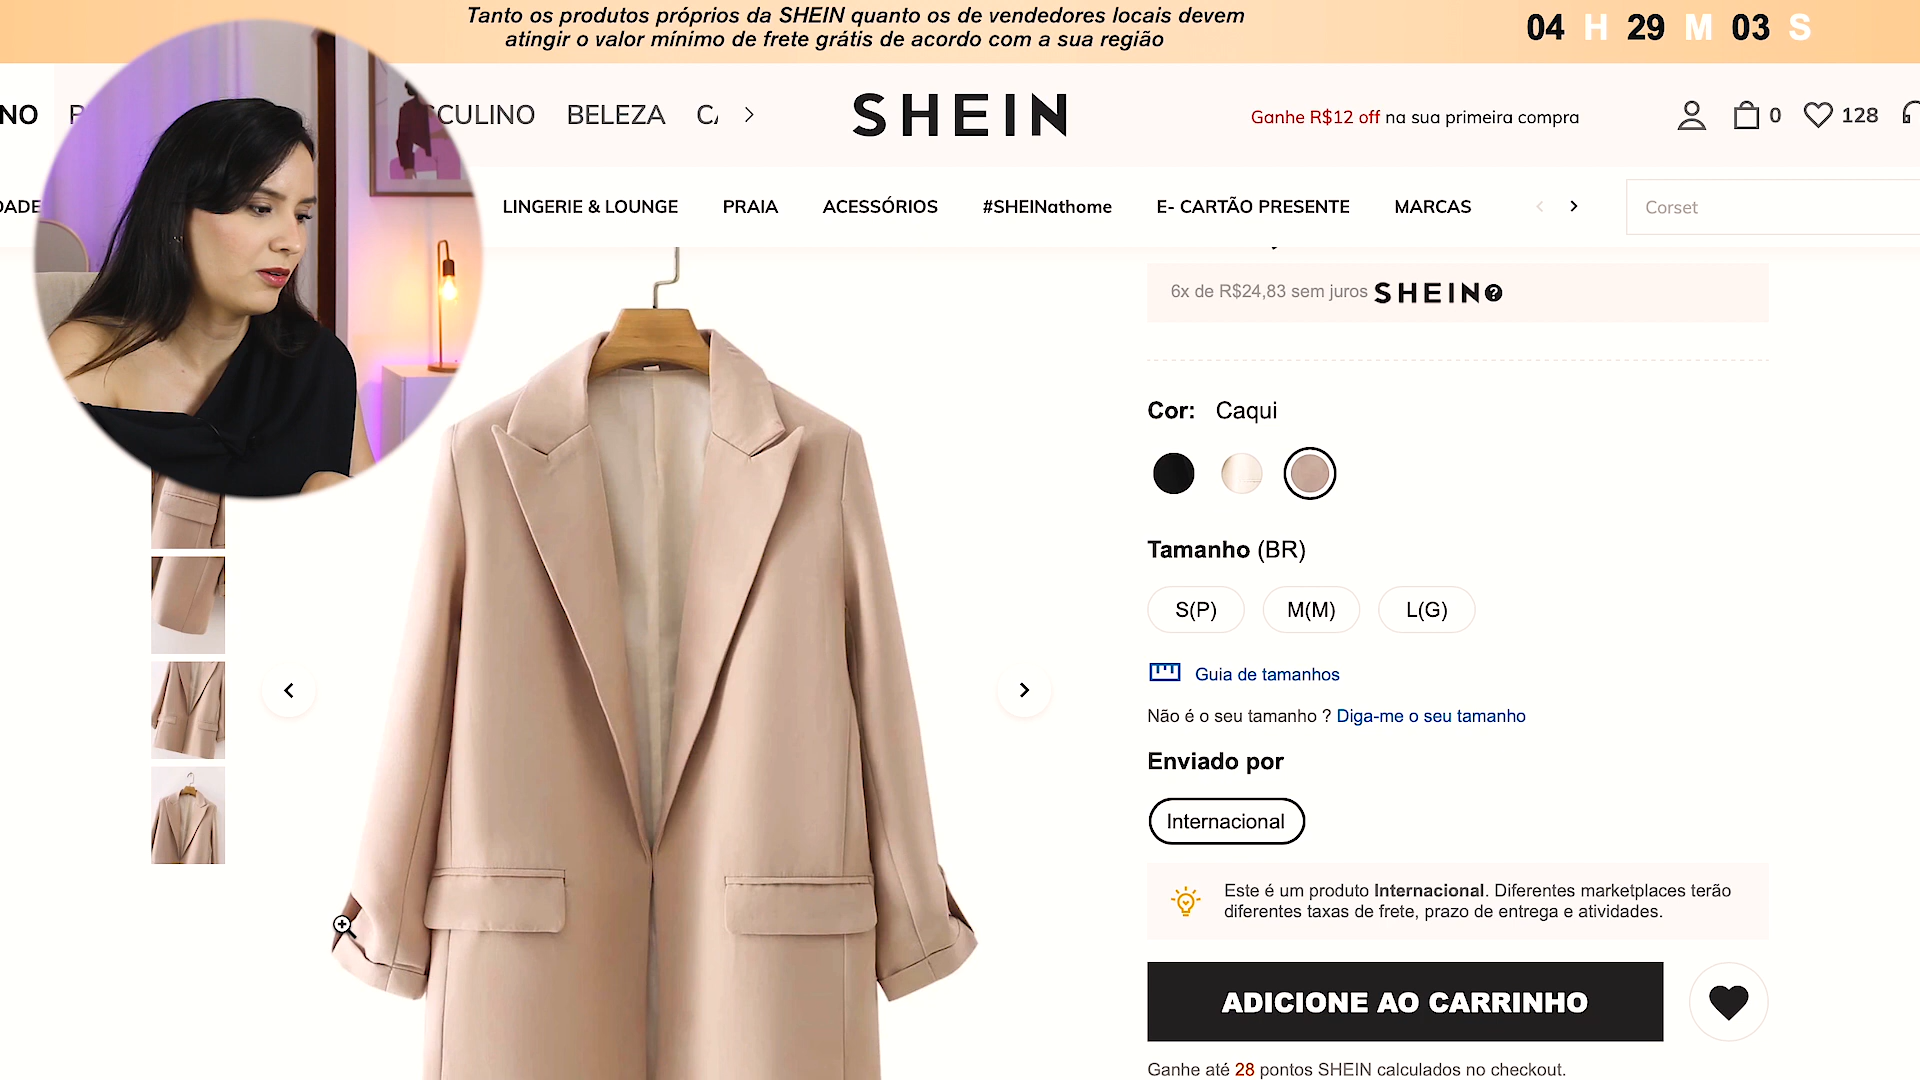 Tanto os produtos próprios da SHEIN quanto os de vendedores locais devem
atingir o valor mínimo de frete grátis de acordo com a sua região
04 H 29 M 03 S
NO
CULINO BELEZA
SHEIN
Ganhe R$12 off na sua primeira compra
0
128
DADE
LINGERIE & LOUNGE PRAIA ACESSÓRIOS #SHEINathome E- CARTÃO PRESENTE MARCAS
Corset
6x de R$24,83 sem juros SHEIN
Cor: Caqui
Tamanho (BR)
S(P) M(M) L(G)
Guia de tamanhos
Não é o seu tamanho ? Diga-me o seu tamanho
Enviado por
Internacional
Este é um produto Internacional. Diferentes marketplaces terão
diferentes taxas de frete, prazo de entrega e atividades.
ADICIONE AO CARRINHO
Ganhe até 28 pontos SHEIN calculados no checkout.